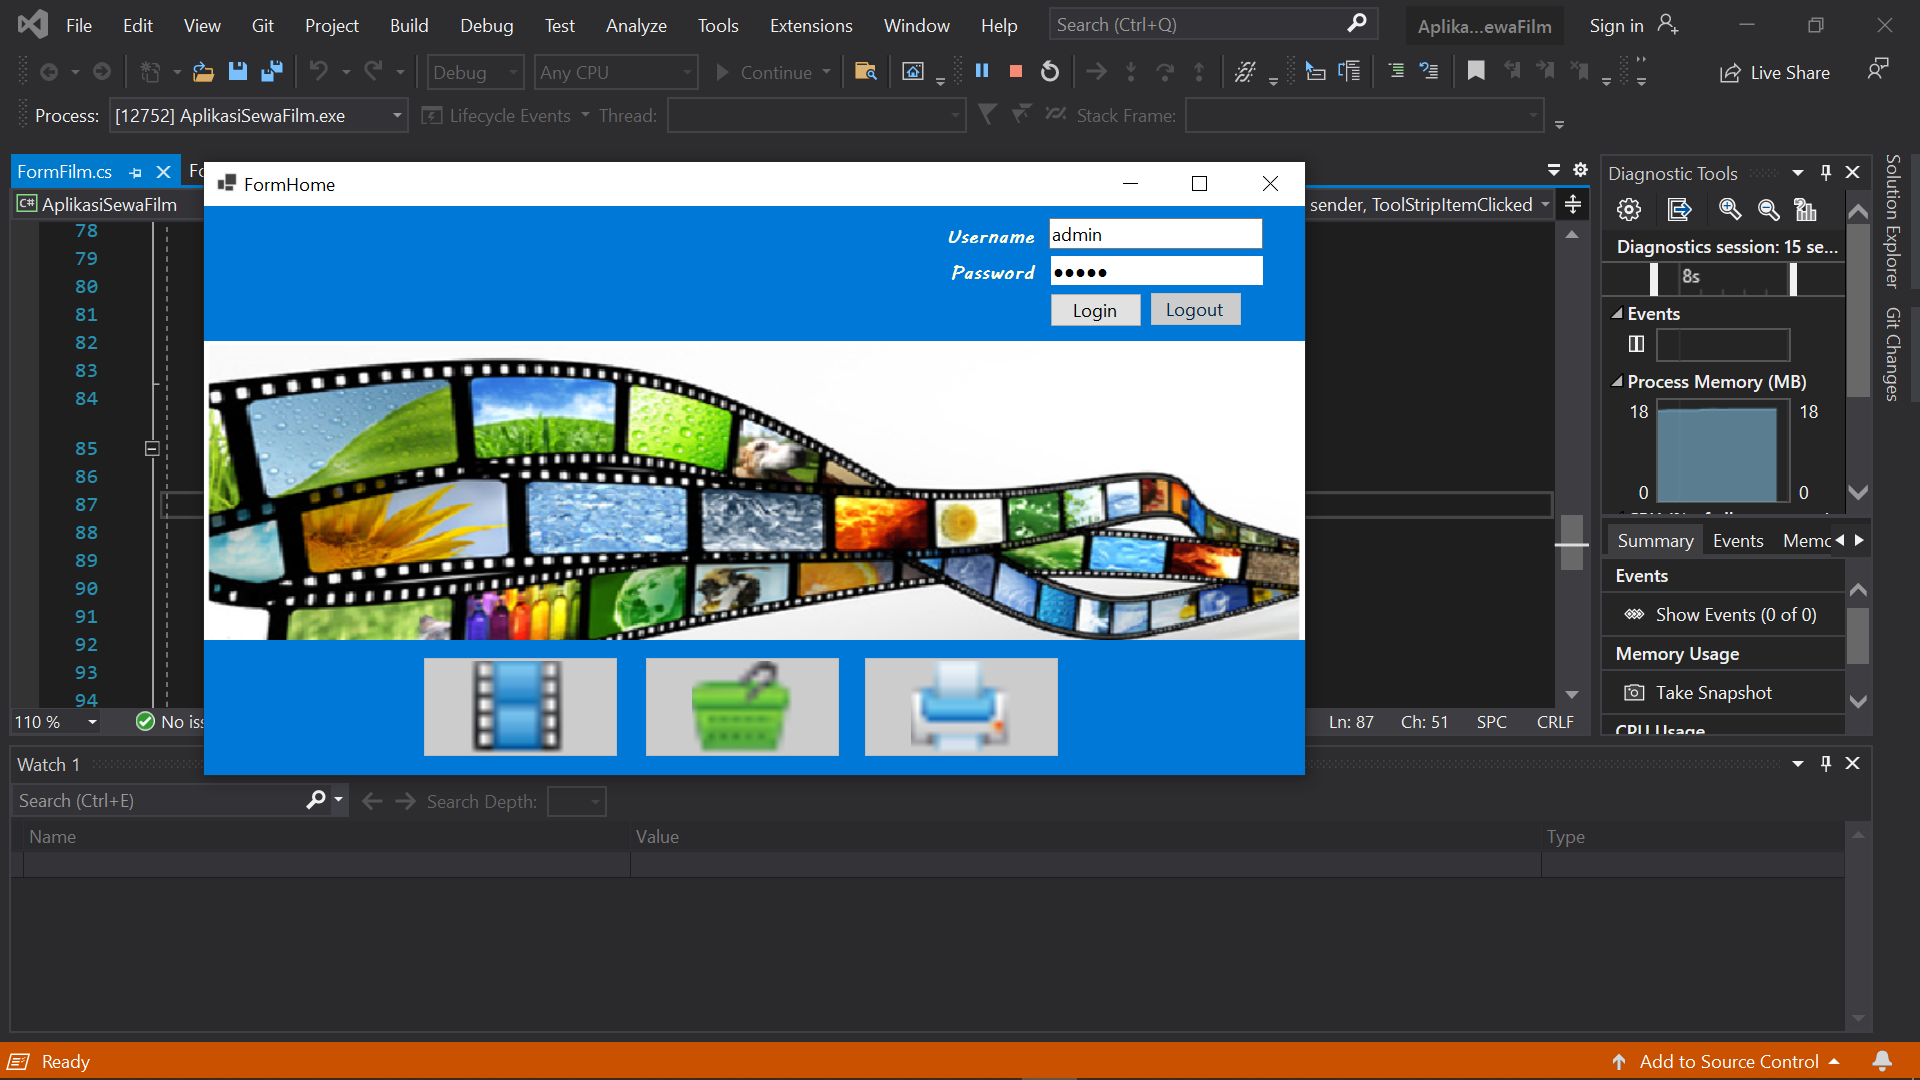 File Edit View Git Project Build Debug Test Analyze Tools Extensions Window Help Search (Ctrl+Q) Aplika...ewaFilm Sign in
Debug Any CPU Continue Live Share
Process: [12752] AplikasiSewaFilm.exe Lifecycle Events Thread: Stack Frame:
FormFilm.cs
AplikasiSewaFilm sender, ToolStripItemClicked
78
79
80
81
82
83
84
85
86
87
88
89
90
91
92
93
94
110 % No iss Ln: 87 Ch: 51 SPC CRLF
FormHome
Username admin
Password •••••
Login Logout
Diagnostic Tools
Diagnostics session: 15 se...
8s
Events
Process Memory (MB)
18 18
0 0
Summary Events Memo
Events
Show Events (0 of 0)
Memory Usage
Take Snapshot
CPU Usage
Solution Explorer
Git Changes
Watch 1
Search (Ctrl+E) Search Depth:
Name Value Type
Ready Add to Source Control